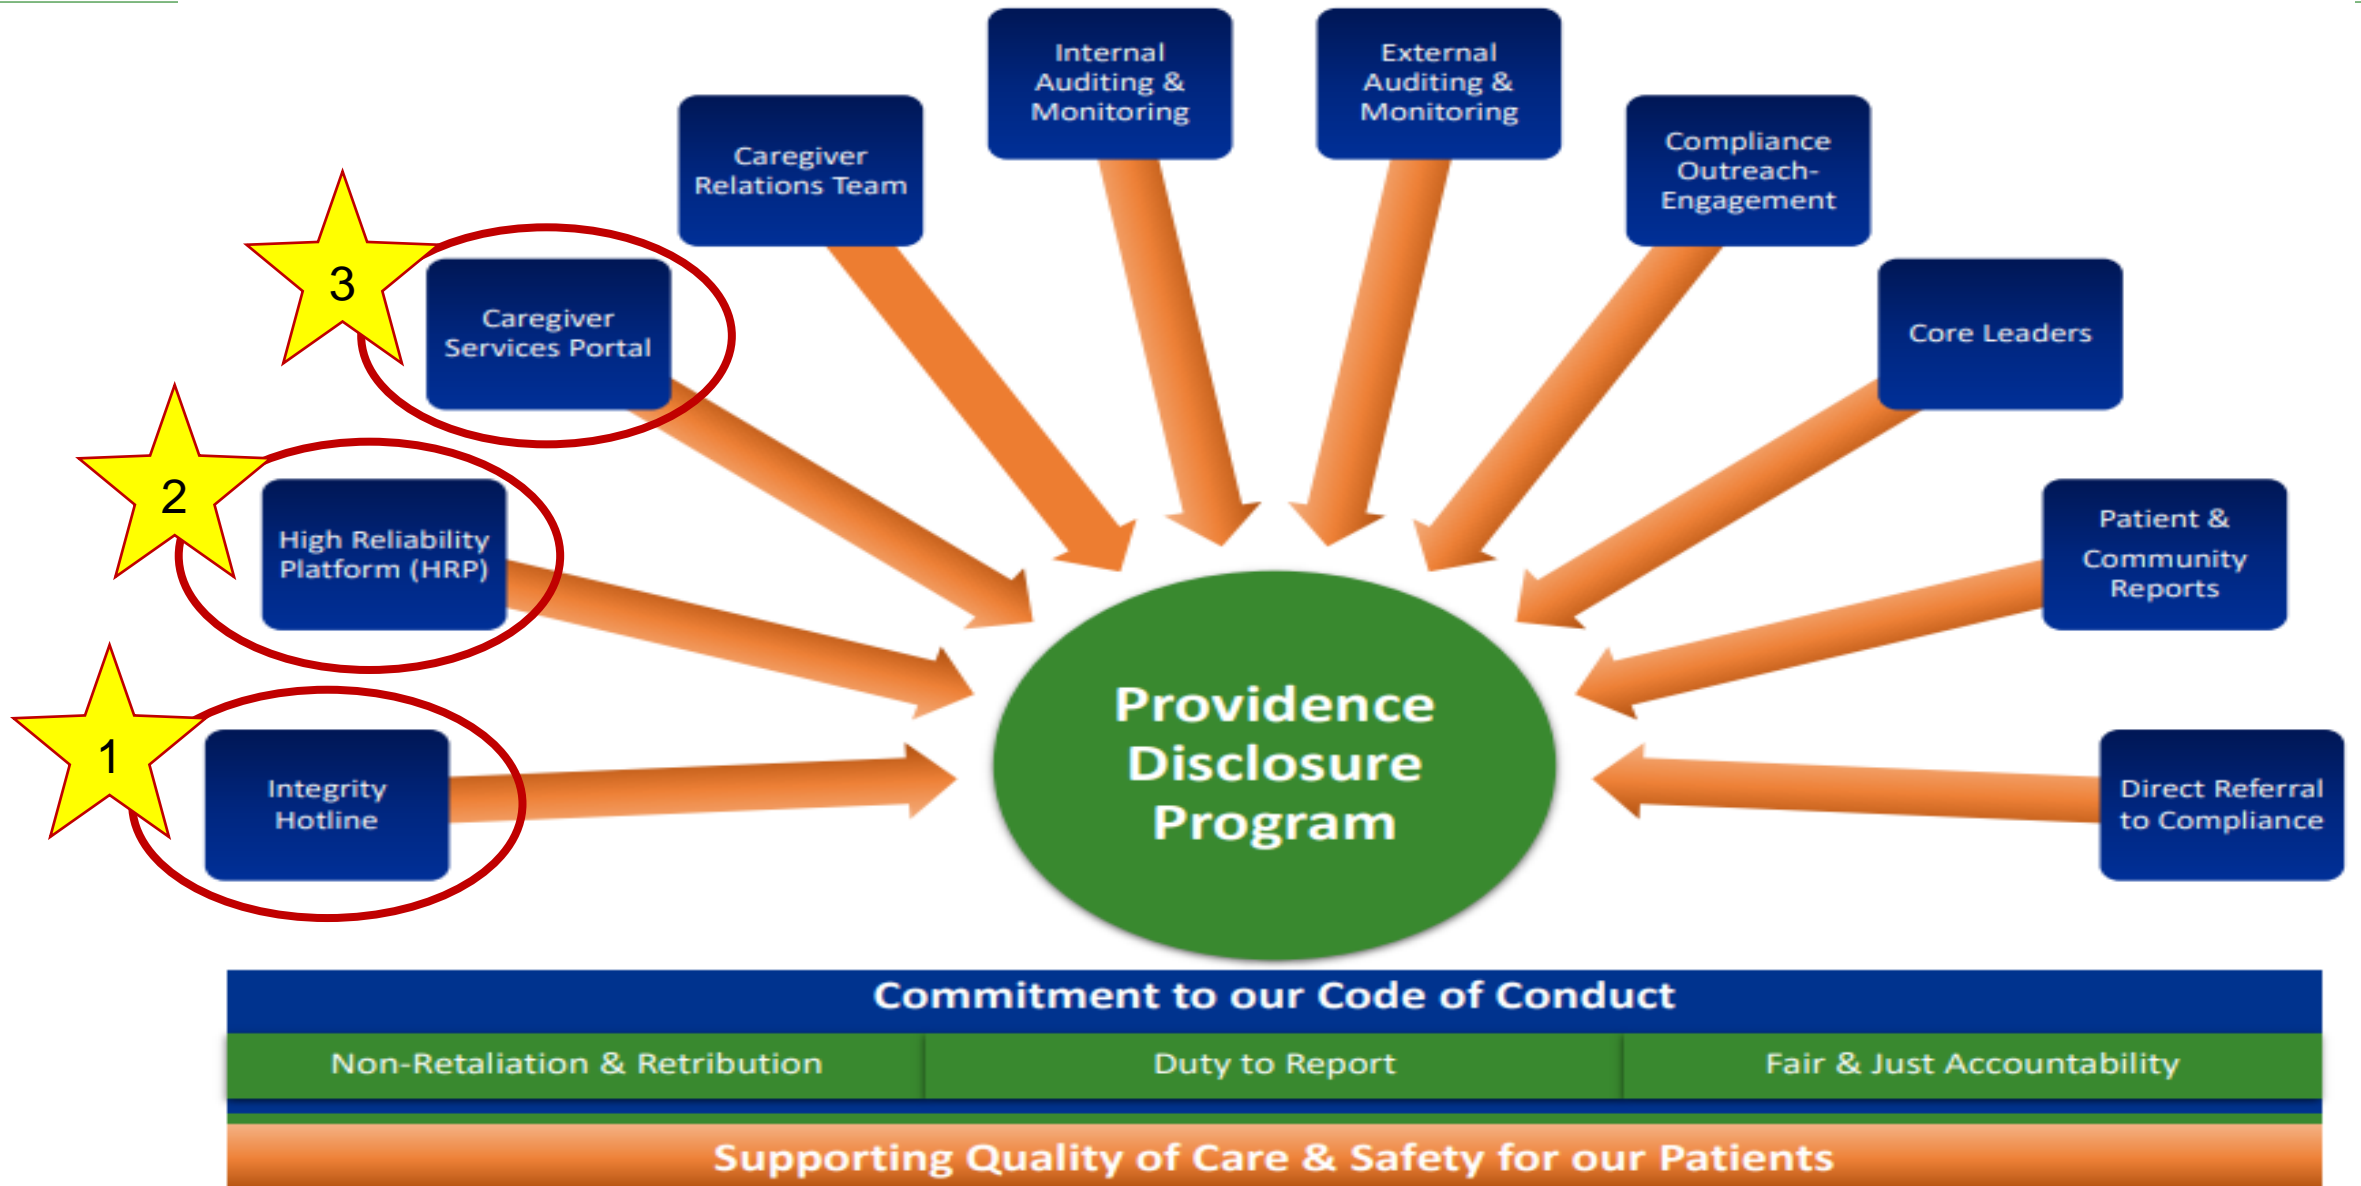 Internal
Auditing &
Monitoring
External
Auditing &
Monitoring
Caregiver
Relations Team
Compliance
Outreach-
Engagement
3
Caregiver
Services Portal
Core Leaders
2
High Reliability
Platform (HRP)
Patient &
Community
Reports
1
Integrity
Hotline
Providence
Disclosure
Program
Direct Referral
to Compliance
Commitment to our Code of Conduct
Non-Retaliation & Retribution
Duty to Report
Fair & Just Accountability
Supporting Quality of Care & Safety for our Patients